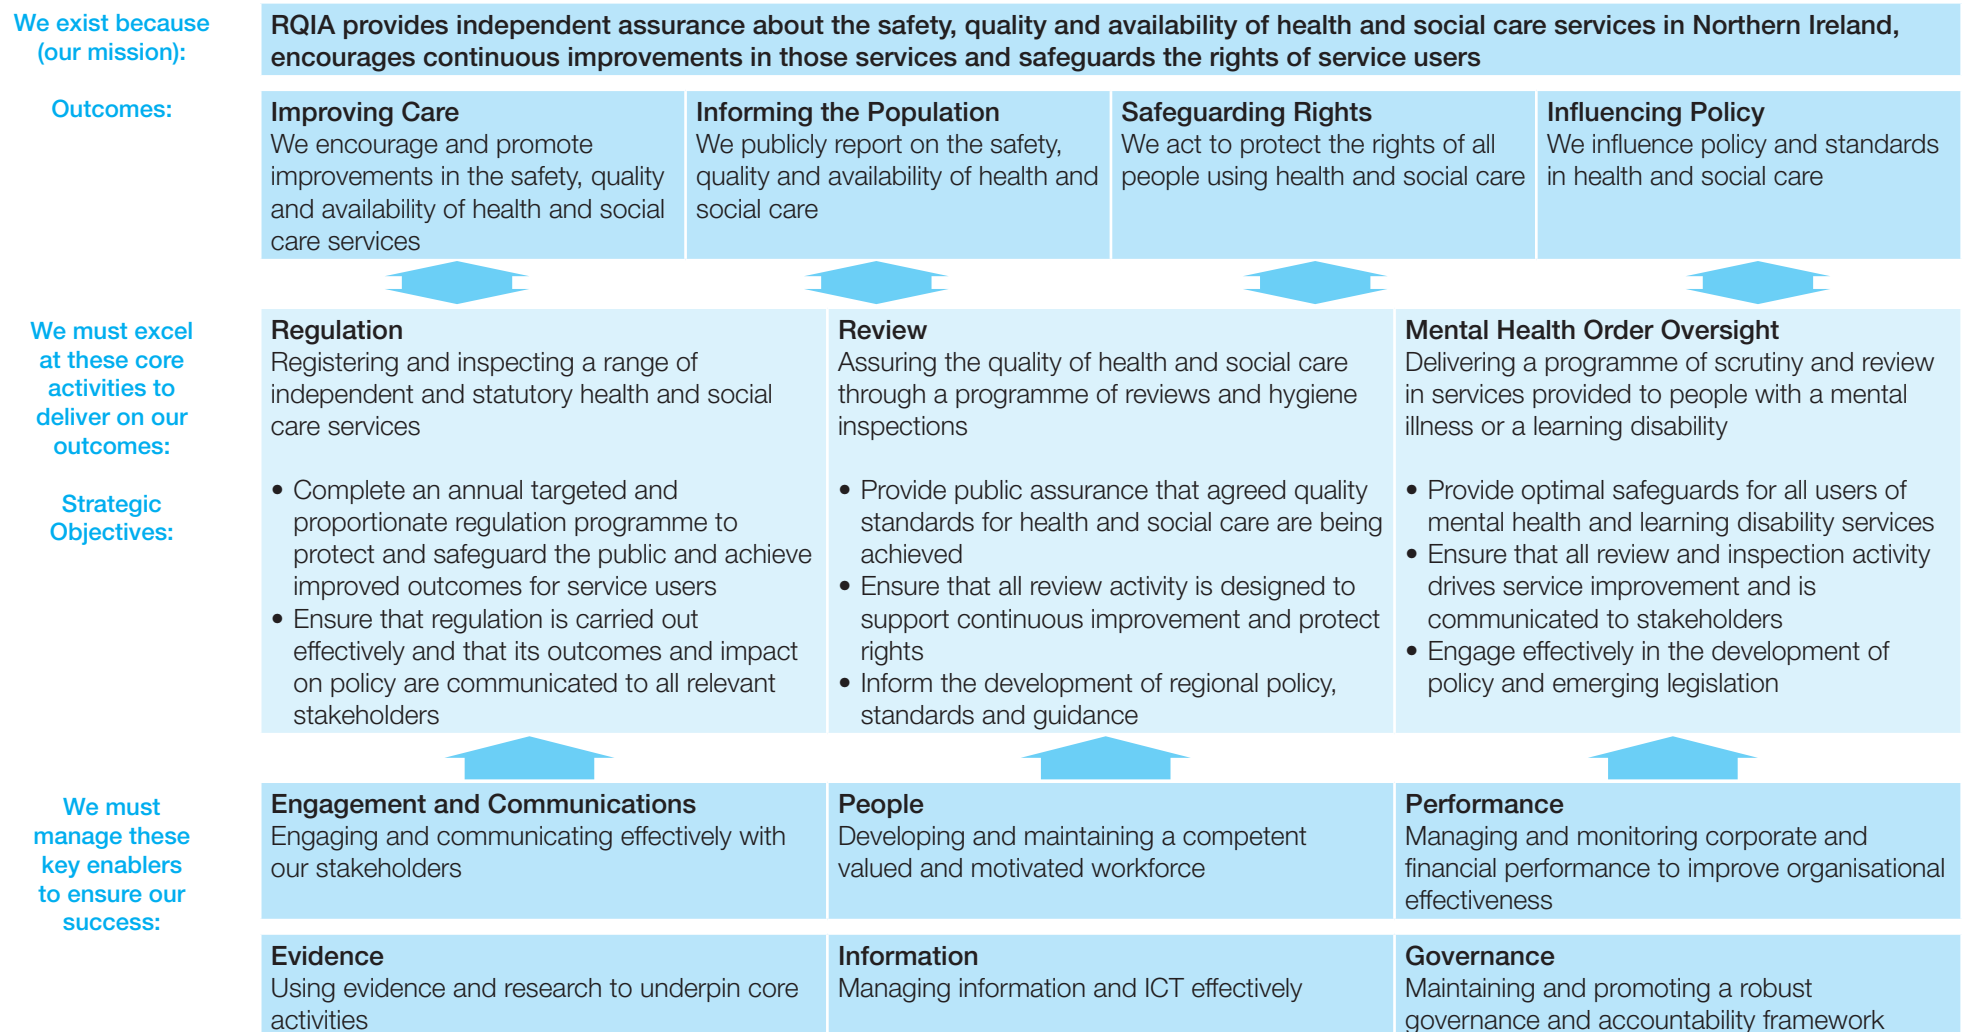 We exist because
(our mission):
RQIA provides independent assurance about the safety, quality and availability of health and social care services in Northern Ireland,
encourages continuous improvements in those services and safeguards the rights of service users
Outcomes:
Improving Care
We encourage and promote
improvements in the safety, quality
and availability of health and social
care services
Informing the Population
We publicly report on the safety,
quality and availability of health and
social care
Safeguarding Rights
We act to protect the rights of all
people using health and social care
Influencing Policy
We influence policy and standards
in health and social care
We must excel
at these core
activities to
deliver on our
outcomes:
Strategic
Objectives:
Regulation
Registering and inspecting a range of
independent and statutory health and social
care services
• Complete an annual targeted and
proportionate regulation programme to
protect and safeguard the public and achieve
improved outcomes for service users
• Ensure that regulation is carried out
effectively and that its outcomes and impact
on policy are communicated to all relevant
stakeholders
Review
Assuring the quality of health and social care
through a programme of reviews and hygiene
inspections
• Provide public assurance that agreed quality
standards for health and social care are being
achieved
• Ensure that all review activity is designed to
support continuous improvement and protect
rights
• Inform the development of regional policy,
standards and guidance
Mental Health Order Oversight
Delivering a programme of scrutiny and review
in services provided to people with a mental
illness or a learning disability
• Provide optimal safeguards for all users of
mental health and learning disability services
• Ensure that all review and inspection activity
drives service improvement and is
communicated to stakeholders
• Engage effectively in the development of
policy and emerging legislation
We must
manage these
key enablers
to ensure our
success:
Engagement and Communications
Engaging and communicating effectively with
our stakeholders
People
Developing and maintaining a competent
valued and motivated workforce
Performance
Managing and monitoring corporate and
financial performance to improve organisational
effectiveness
Evidence
Using evidence and research to underpin core
activities
Information
Managing information and ICT effectively
Governance
Maintaining and promoting a robust
governance and accountability framework